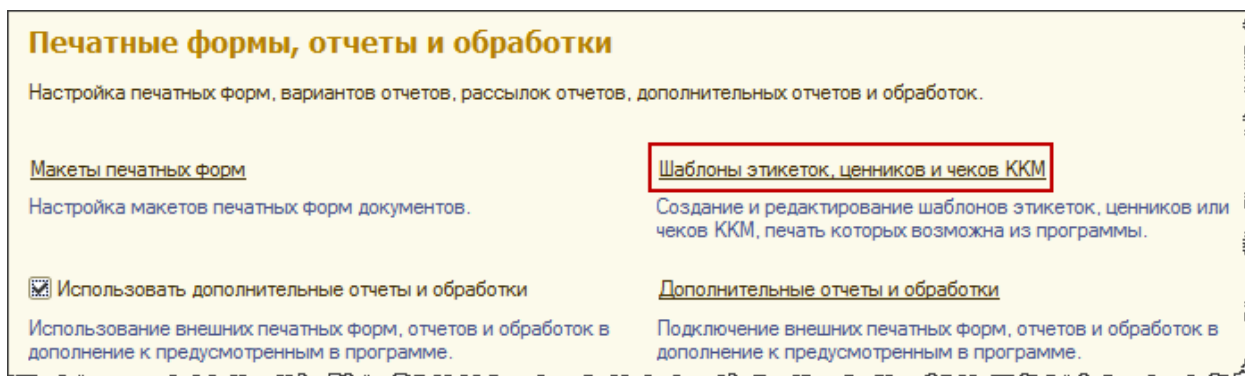 Печатные формы, отчеты и обработки
Настройка печатных форм, вариантов отчетов, рассылок отчетов, дополнительных отчетов и обработок.
Макеты печатных форм
Шаблоны этикеток, ценников и чеков ККМ
Настройка макетов печатных форм документов.
Создание и редактирование шаблонов этикеток, ценников или
чеков ККМ, печать которых возможна из программы.
Использовать дополнительные отчеты и обработки
Дополнительные отчеты и обработки
Использование внешних печатных форм, отчетов и обработок в
дополнение к предусмотренным в программе.
Подключение внешних печатных форм, отчетов и обработок в
дополнение к предусмотренным в программе.